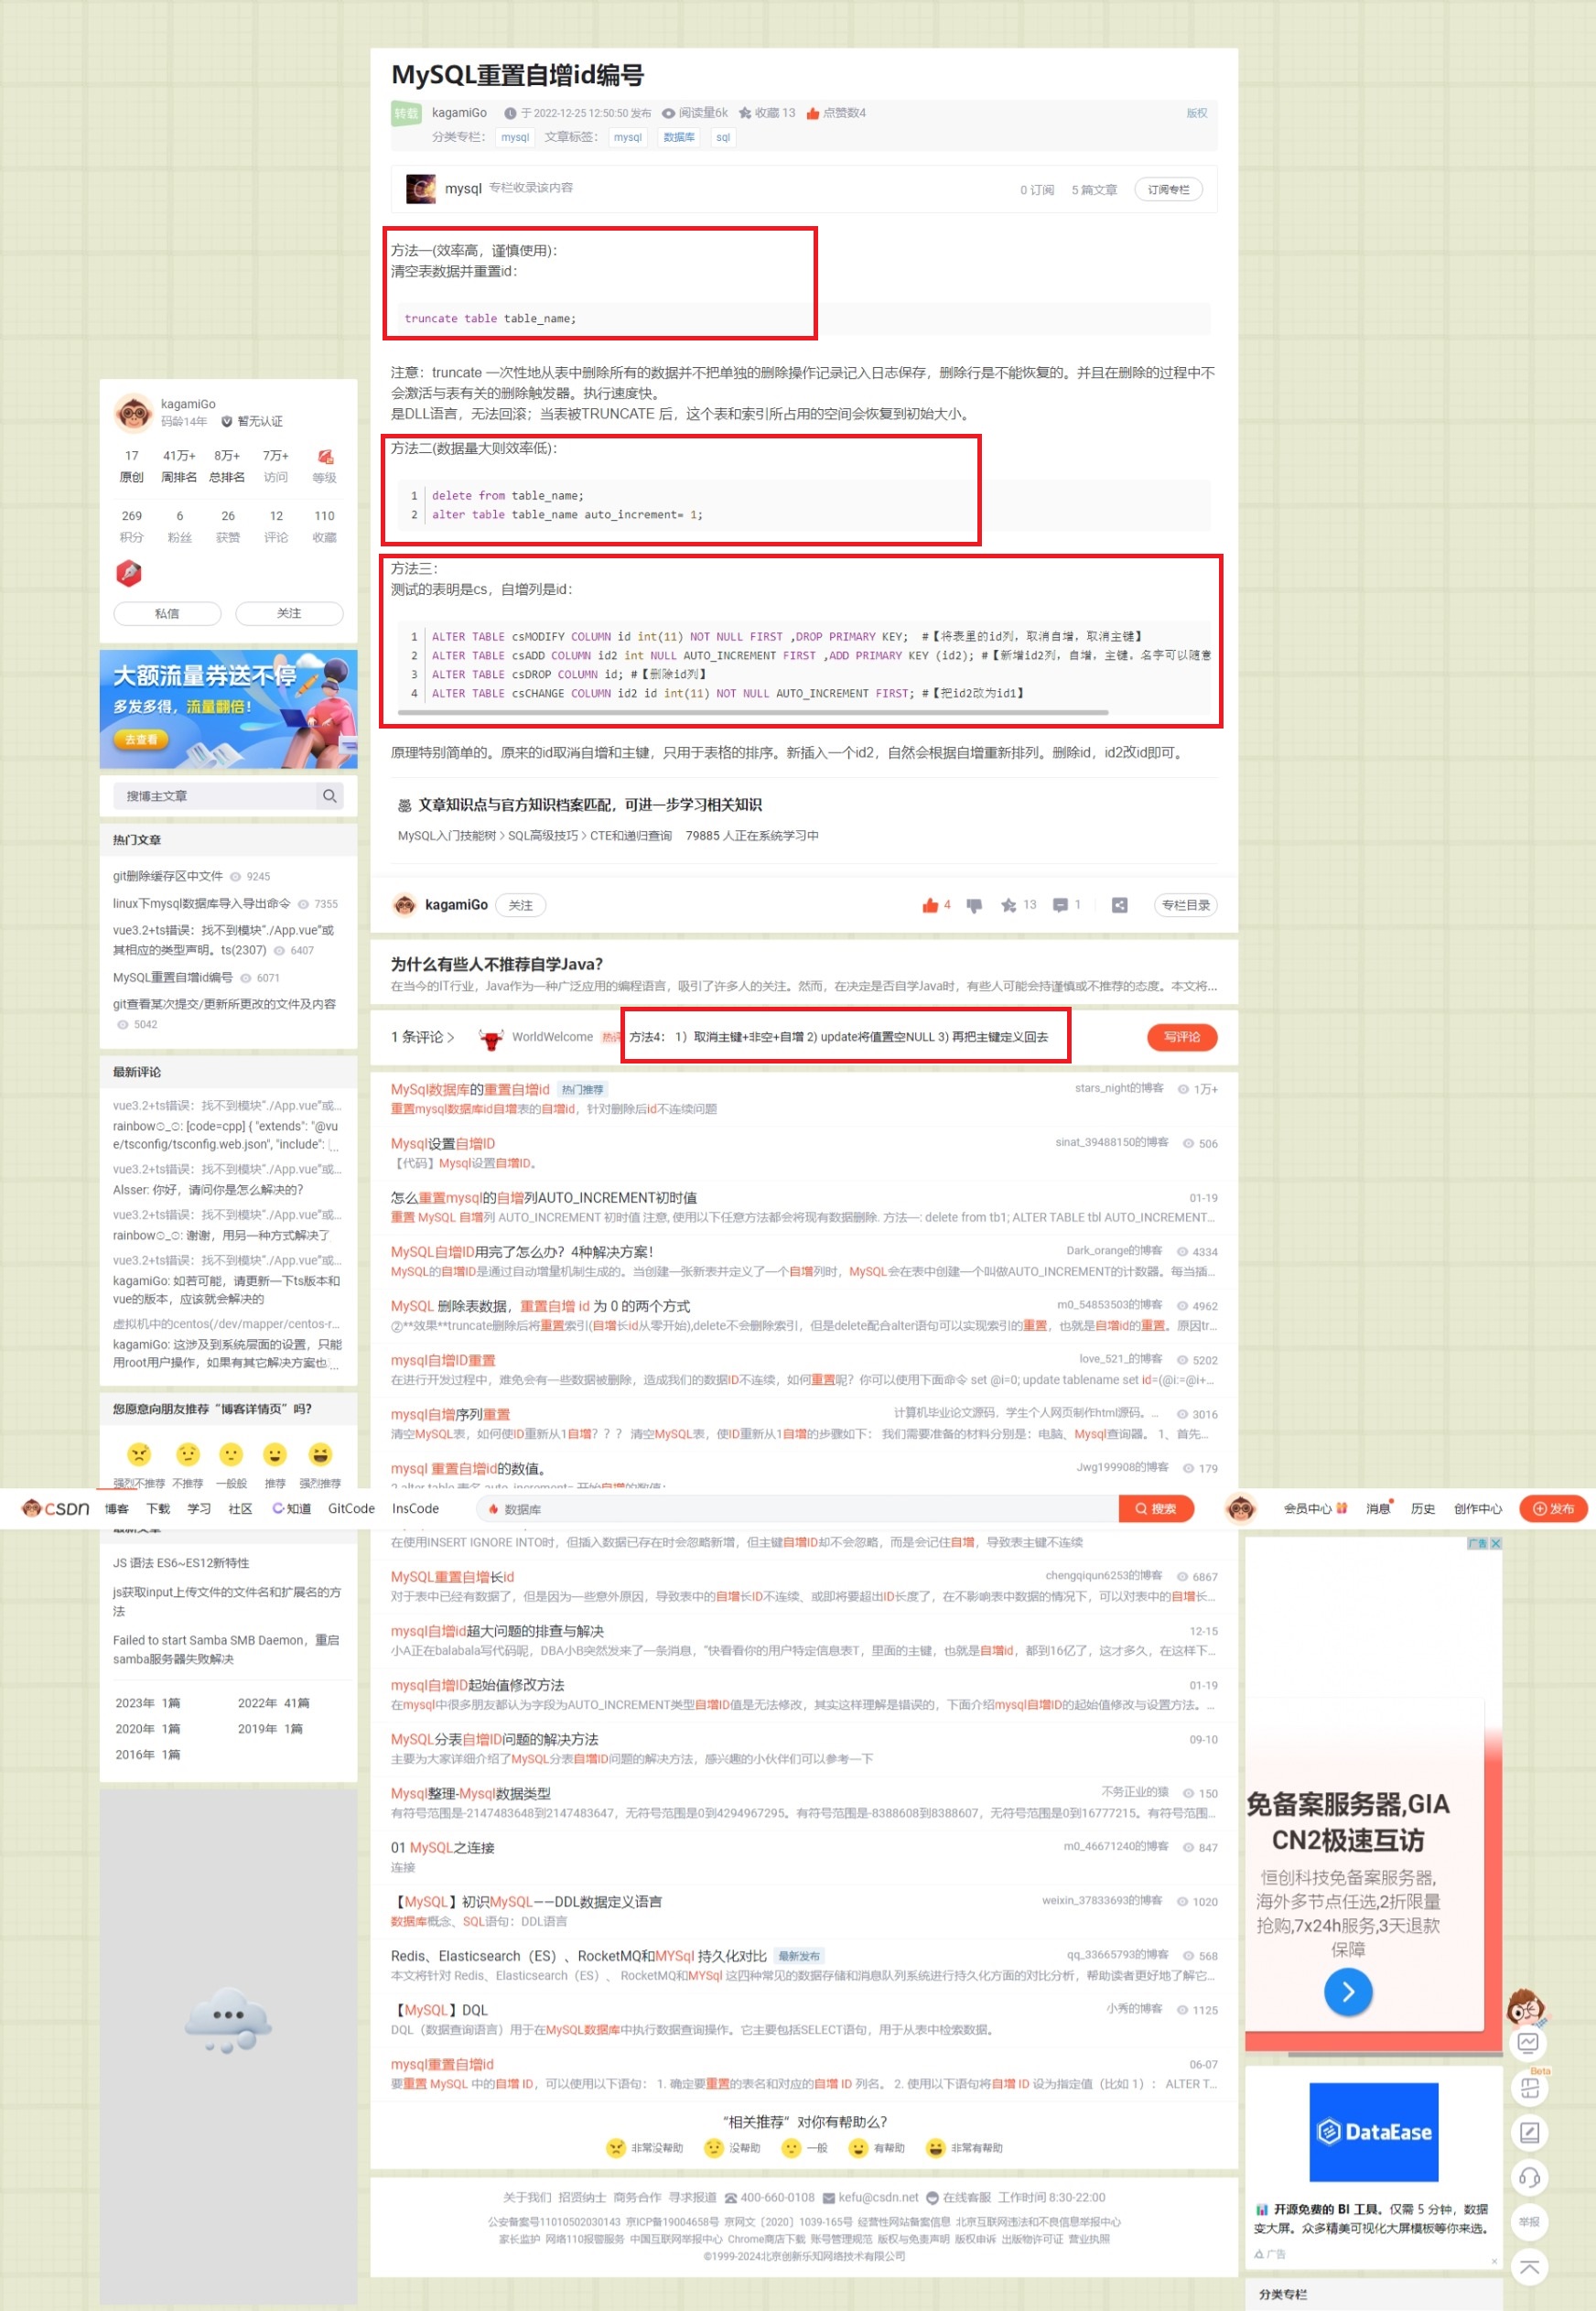 MySQL重置自增id编号
转载 kagamiGo 于 2022-12-25 12:50:50 发布 阅读量6k 收藏 13 点赞数4 版权
分类专栏： mysql 文章标签： mysql 数据库 sql
mysql 专栏收录该内容 0 订阅 5 篇文章 订阅专栏
方法一(效率高，谨慎使用)：
清空表数据并重置id：
truncate table table_name;
注意：truncate 一次性地从表中删除所有的数据并不把单独的删除操作记录记入日志保存，删除行是不能恢复的。并且在删除的过程中不
会激活与表有关的删除触发器。执行速度快。
是DLL语言，无法回滚；当表被TRUNCATE 后，这个表和索引所占用的空间会恢复到初始大小。
方法二(数据量大则效率低)：
1 delete from table_name;
2 alter table table_name auto_increment= 1;
方法三：
测试的表明是cs，自增列是id：
1 ALTER TABLE csMODIFY COLUMN id int(11) NOT NULL FIRST ,DROP PRIMARY KEY; #【将表里的id列，取消自增，取消主键】
2 ALTER TABLE csADD COLUMN id2 int NULL AUTO_INCREMENT FIRST ,ADD PRIMARY KEY (id2); #【新增id2列，自增，主键，名字可以随意
3 ALTER TABLE csDROP COLUMN id; #【删除id列】
4 ALTER TABLE csCHANGE COLUMN id2 id int(11) NOT NULL AUTO_INCREMENT FIRST; #【把id2改为id1】
原理特别简单的。原来的id取消自增和主键，只用于表格的排序。新插入一个id2，自然会根据自增重新排列。删除id，id2改id即可。
文章知识点与官方知识档案匹配，可进一步学习相关知识
MySQL入门技能树 > SQL高级技巧 > CTE和递归查询 79885 人正在系统学习中
kagamiGo 关注 4 13 1 专栏目录
为什么有些人不推荐自学Java？
在当今的IT行业，Java作为一种广泛应用的编程语言，吸引了许多人的关注。然而，在决定是否自学Java时，有些人可能会持谨慎或不推荐的态度。本文将...
1 条评论 > WorldWelcome 热评 方法4： 1）取消主键+非空+自增 2) update将值置空NULL 3) 再把主键定义回去 写评论
MySql数据库的重置自增id 热门推荐 stars_night的博客 1万+
重置mysql数据库id自增表的自增id，针对删除后id不连续问题
Mysql设置自增ID sinat_39488150的博客 506
【代码】Mysql设置自增ID。
怎么重置mysql的自增列AUTO_INCREMENT初时值 01-19
重置 MySQL 自增列 AUTO_INCREMENT 初时值 注意, 使用以下任意方法都会将现有数据删除. 方法一: delete from tb1; ALTER TABLE tbl AUTO_INCREMENT...
MySQL自增ID用完了怎么办？4种解决方案！ Dark_orange的博客 4334
MySQL的自增ID是通过自动增量机制生成的。当创建一张新表并定义了一个自增列时，MySQL会在表中创建一个叫做AUTO_INCREMENT的计数器。每当插...
MySQL 删除表数据，重置自增 id 为 0 的两个方式 m0_54853503的博客 4962
②**效果**truncate删除后将重置索引(自增长id从零开始),delete不会删除索引，但是delete配合alter语句可以实现索引的重置，也就是自增id的重置。原因tr...
mysql自增ID重置 love_521_的博客 5202
在进行开发过程中，难免会有一些数据被删除，造成我们的数据ID不连续，如何重置呢？你可以使用下面命令 set @i=0; update tablename set id=(@i:=@i+...
mysql自增序列重置 计算机毕业论文源码，学生个人网页制作html源码。... 3016
清空MySQL表，如何使ID重新从1自增？？？ 清空MySQL表，使ID重新从1自增的步骤如下： 我们需要准备的材料分别是：电脑、Mysql查询器。 1、首先...
mysql 重置自增id的数值。 Jwg199908的博客 179
2.alter table 表名 auto_increment= 开始自增的数值；
kagamiGo
码龄14年 暂无认证
17 41万+ 8万+ 7万+
原创 周排名 总排名 访问 等级
269 6 26 12 110
积分 粉丝 获赞 评论 收藏
私信 关注
大额流量券送不停
多发多得，流量翻倍！
去查看
搜博主文章
热门文章
git删除缓存区中文件 9245
linux下mysql数据库导入导出命令 7355
vue3.2+ts错误：找不到模块“./App.vue”或
其相应的类型声明。ts(2307) 6407
MySQL重置自增id编号 6071
git查看某次提交/更新所更改的文件及内容
5042
最新评论
vue3.2+ts错误：找不到模块“./App.vue”或...
rainbow☺_☺: [code=cpp] { "extends": "@vu
e/tsconfig/tsconfig.web.json", "include": [...
vue3.2+ts错误：找不到模块“./App.vue”或...
Alsser: 你好，请问你是怎么解决的？
vue3.2+ts错误：找不到模块“./App.vue”或...
rainbow☺_☺: 谢谢，用另一种方式解决了
vue3.2+ts错误：找不到模块“./App.vue”或...
kagamiGo: 如若可能，请更新一下ts版本和
vue的版本，应该就会解决的
虚拟机中的centos(/dev/mapper/centos-r...
kagamiGo: 这涉及到系统层面的设置，只能
用root用户操作，如果有其它解决方案也...
您愿意向朋友推荐“博客详情页”吗？
强烈不推荐 不推荐 一般般 推荐 强烈推荐
CSDN 博客 下载 学习 社区 知道 GitCode InsCode 数据库 搜索 会员中心 消息 历史 创作中心 发布
最新文章
JS 语法 ES6~ES12新特性
js获取input上传文件的文件名和扩展名的方
法
Failed to start Samba SMB Daemon，重启
samba服务器失败解决
2023年 1篇 2022年 41篇
2020年 1篇 2019年 1篇
2016年 1篇
在使用INSERT IGNORE INTO时，但插入数据已存在时会忽略新增，但主键自增ID却不会忽略，而是会记住自增，导致表主键不连续
MySQL重置自增长id chengqiqun6253的博客 6867
对于表中已经有数据了，但是因为一些意外原因，导致表中的自增长ID不连续、或即将要超出ID长度了，在不影响表中数据的情况下，可以对表中的自增长...
mysql自增id超大问题的排查与解决 12-15
小A正在balabala写代码呢，DBA小B突然发来了一条消息，“快看看你的用户特定信息表T，里面的主键，也就是自增id，都到16亿了，这才多久，在这样下...
mysql自增ID起始值修改方法 01-19
在mysql中很多朋友都认为字段为AUTO_INCREMENT类型自增ID值是无法修改，其实这样理解是错误的，下面介绍mysql自增ID的起始值修改与设置方法。...
MySQL分表自增ID问题的解决方法 09-10
主要为大家详细介绍了MySQL分表自增ID问题的解决方法，感兴趣的小伙伴们可以参考一下
Mysql整理-Mysql数据类型 不务正业的猿 150
有符号范围是-2147483648到2147483647，无符号范围是0到4294967295。有符号范围是-8388608到8388607，无符号范围是0到16777215。有符号范围...
01 MySQL之连接 m0_46671240的博客 847
连接
【MySQL】初识MySQL——DDL数据定义语言 weixin_37833693的博客 1020
数据库概念、SQL语句：DDL语言
Redis、Elasticsearch（ES）、RocketMQ和MYSql 持久化对比 最新发布 qq_33665793的博客 568
本文将针对 Redis、Elasticsearch（ES）、RocketMQ和MYSql 这四种常见的数据存储和消息队列系统进行持久化方面的对比分析，帮助读者更好地了解它...
【MySQL】DQL 小秀的博客 1125
DQL（数据查询语言）用于在MySQL数据库中执行数据查询操作。它主要包括SELECT语句，用于从表中检索数据。
mysql重置自增id 06-07
要重置 MySQL 中的自增 ID，可以使用以下语句： 1. 确定要重置的表名和对应的自增 ID 列名。 2. 使用以下语句将自增 ID 设为指定值（比如 1）： ALTER T...
“相关推荐”对你有帮助么？
非常没帮助 没帮助 一般 有帮助 非常有帮助
关于我们 招贤纳士 商务合作 寻求报道 400-660-0108 kefu@csdn.net 在线客服 工作时间 8:30-22:00
公安备案号11010502030143 京ICP备19004658号 京网文〔2020〕1039-165号 经营性网站备案信息 北京互联网违法和不良信息举报中心
家长监护 网络110报警服务 中国互联网举报中心 Chrome商店下载 账号管理规范 版权与免责声明 版权申诉 出版物许可证 营业执照
©1999-2024北京创新乐知网络技术有限公司
广告
免备案服务器,GIA
CN2极速互访
恒创科技免备案服务器,
海外多节点任选,2折限量
抢购,7x24h服务,3天退款
保障
DataEase
开源免费的 BI 工具。仅需 5 分钟，数据
变大屏。众多精美可视化大屏模板等你来选。
广告
Beta
举报
分类专栏